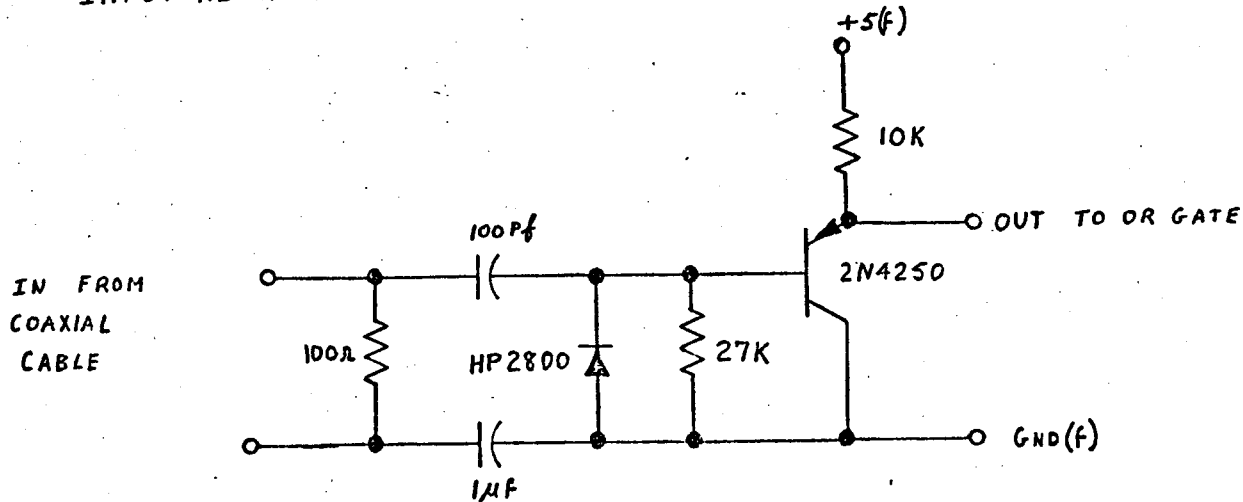 +5(f)
10K
OUT TO OR GATE
100Pf
2N4250
IN FROM
COAXIAL
CABLE
100Ω
HP2800
27K
GND(f)
1µF